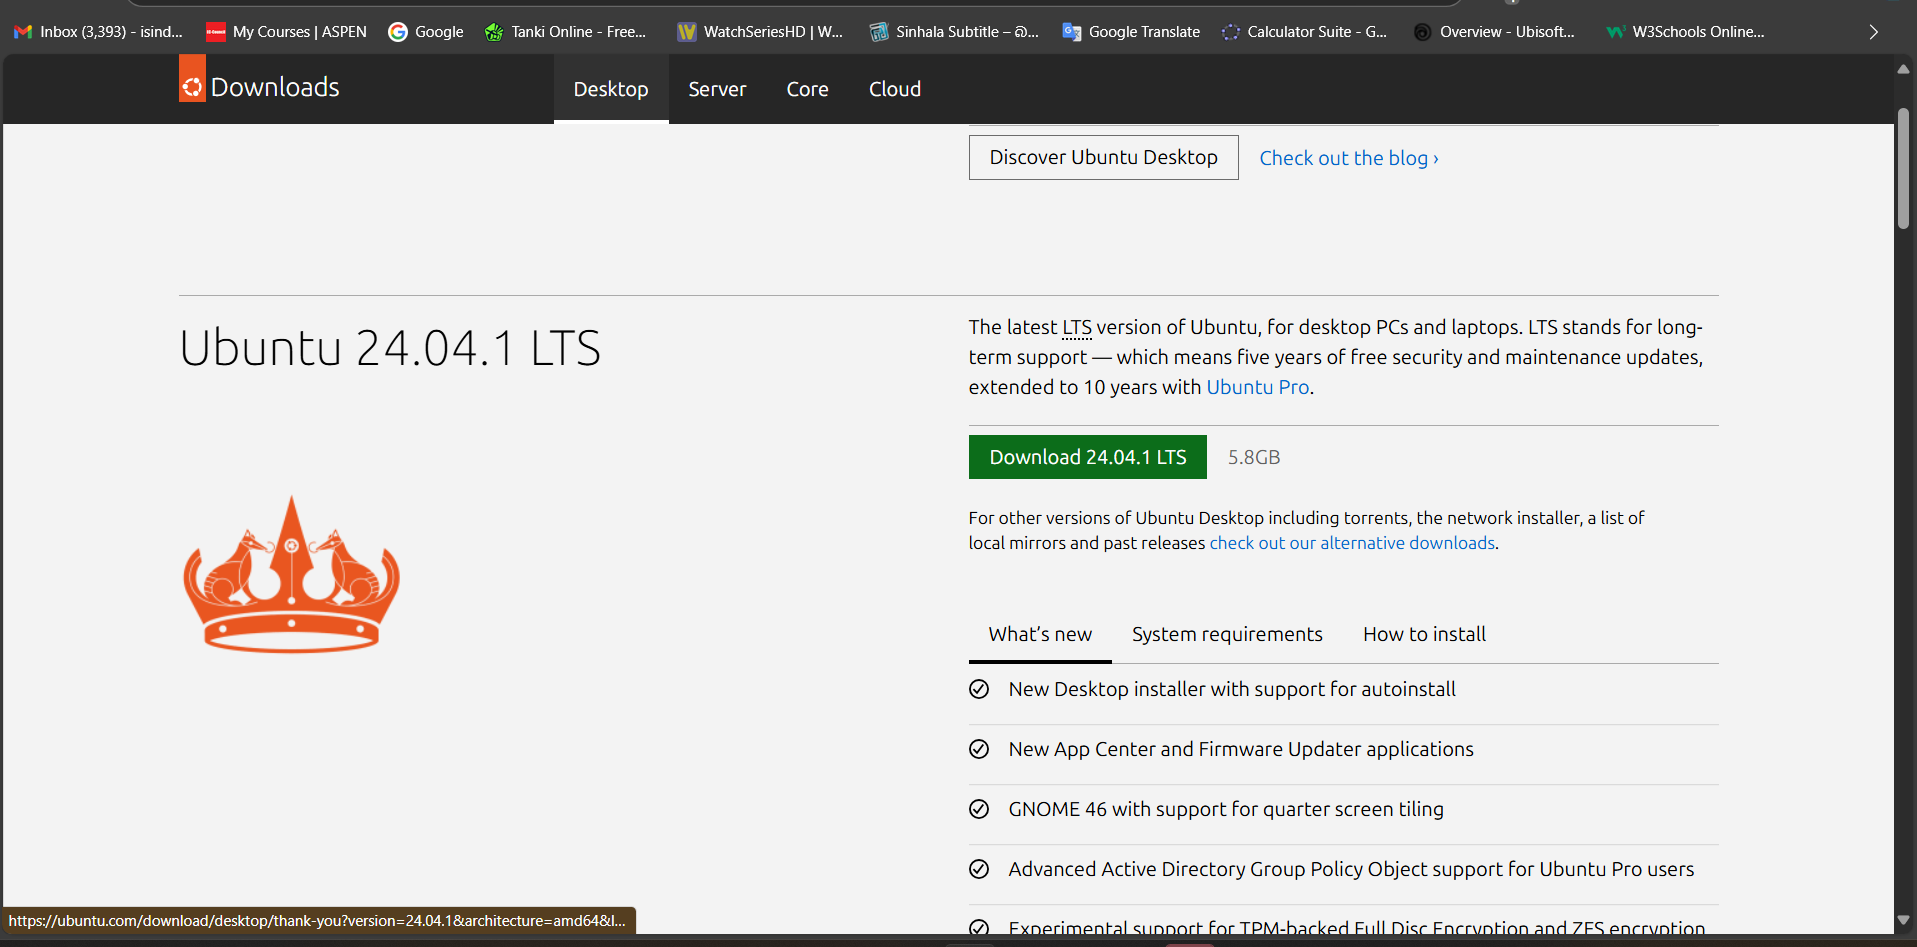 Inbox (3,393) - isind...
My Courses | ASPEN
Google
Tanki Online - Free...
WatchSeriesHD | W...
Sinhala Subtitle – @...
Google Translate
Calculator Suite - G...
Overview - Ubisoft...
W3Schools Online...
Downloads
Desktop
Server
Core
Cloud
Discover Ubuntu Desktop
Check out the blog ›
Ubuntu 24.04.1 LTS
The latest LTS version of Ubuntu, for desktop PCs and laptops. LTS stands for long-
term support — which means five years of free security and maintenance updates,
extended to 10 years with Ubuntu Pro.
Download 24.04.1 LTS
5.8GB
For other versions of Ubuntu Desktop including torrents, the network installer, a list of
local mirrors and past releases check out our alternative downloads.
What’s new
System requirements
How to install
New Desktop installer with support for autoinstall
New App Center and Firmware Updater applications
GNOME 46 with support for quarter screen tiling
Advanced Active Directory Group Policy Object support for Ubuntu Pro users
Experimental support for TPM-backed Full Disc Encryption and ZFS encryption
https://ubuntu.com/download/desktop/thank-you?version=24.04.1&architecture=amd64&l...